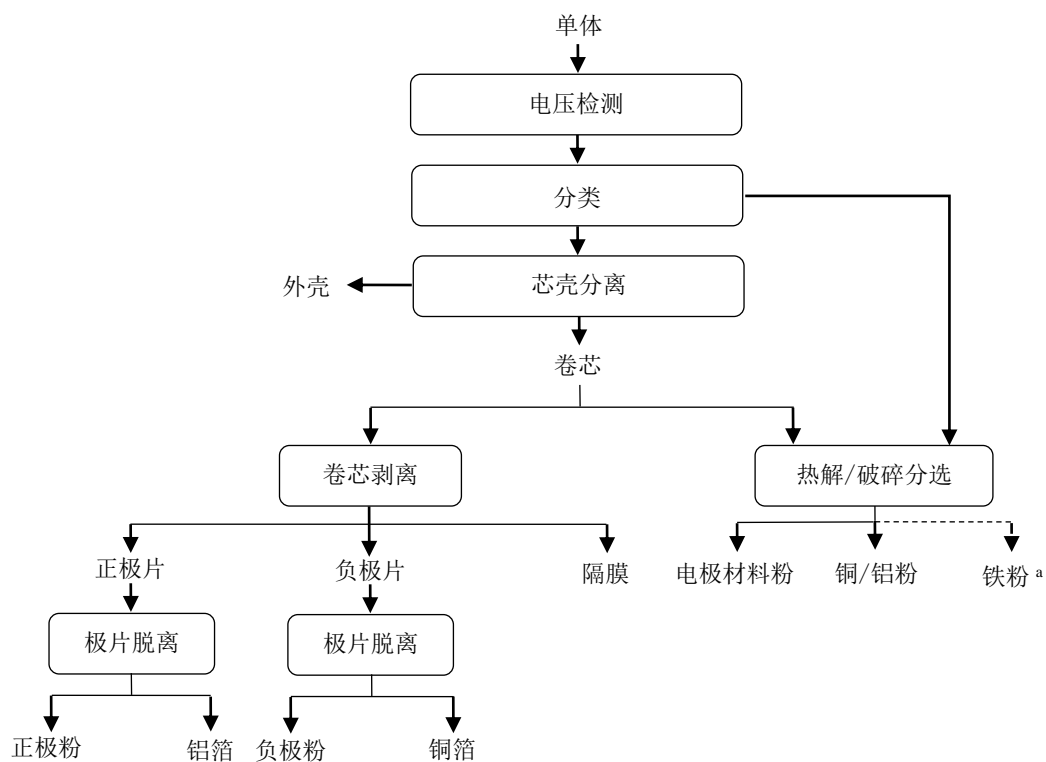 单体
电压检测
分类
外壳
芯壳分离
卷芯
卷芯剥离
热解/破碎分选
正极片
负极片
隔膜
电极材料粉
铜/铝粉
铁粉 a
极片脱离
极片脱离
正极粉
铝箔
负极粉
铜箔